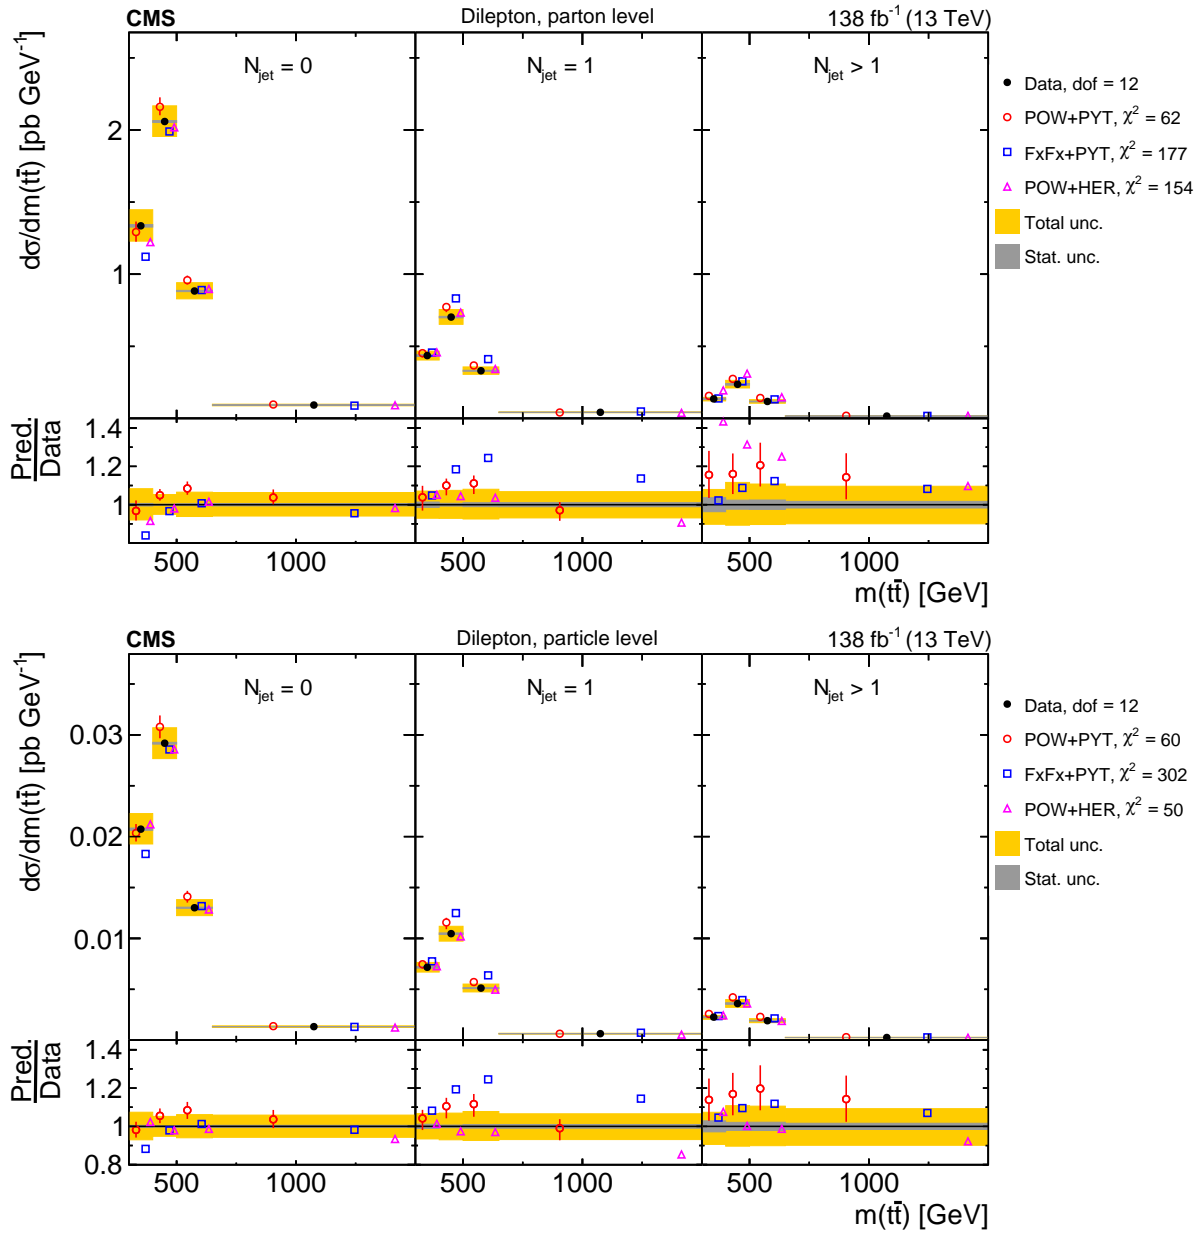 CMS Dilepton, parton level 138 fb⁻¹ (13 TeV)
dσ/dm(tt̄) [pb GeV⁻¹]
N_jet = 0 N_jet = 1 N_jet > 1
2
1
Data, dof = 12
POW+PYT, χ² = 62
FxFx+PYT, χ² = 177
POW+HER, χ² = 154
Total unc.
Stat. unc.
Pred.
Data
1.4
1.2
1
500 1000 500 1000 500 1000
m(tt̄) [GeV]
CMS Dilepton, particle level 138 fb⁻¹ (13 TeV)
dσ/dm(tt̄) [pb GeV⁻¹]
N_jet = 0 N_jet = 1 N_jet > 1
0.03
0.02
0.01
Data, dof = 12
POW+PYT, χ² = 60
FxFx+PYT, χ² = 302
POW+HER, χ² = 50
Total unc.
Stat. unc.
Pred.
Data
1.4
1.2
1
0.8
500 1000 500 1000 500 1000
m(tt̄) [GeV]